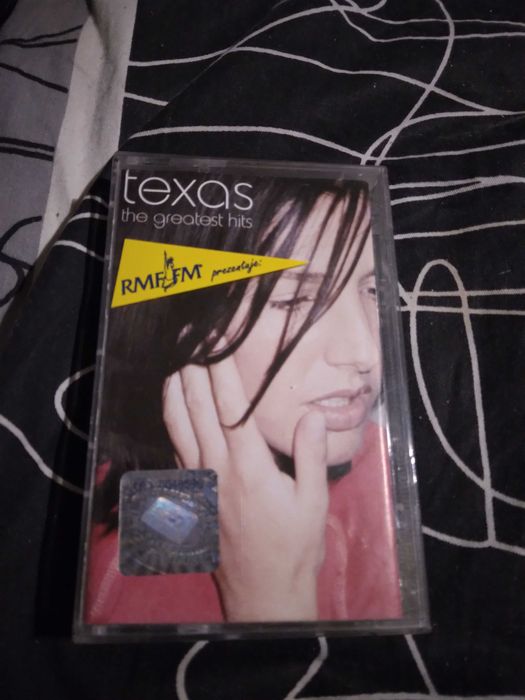 texas
the greatest hits
RMF FM prezentuje: